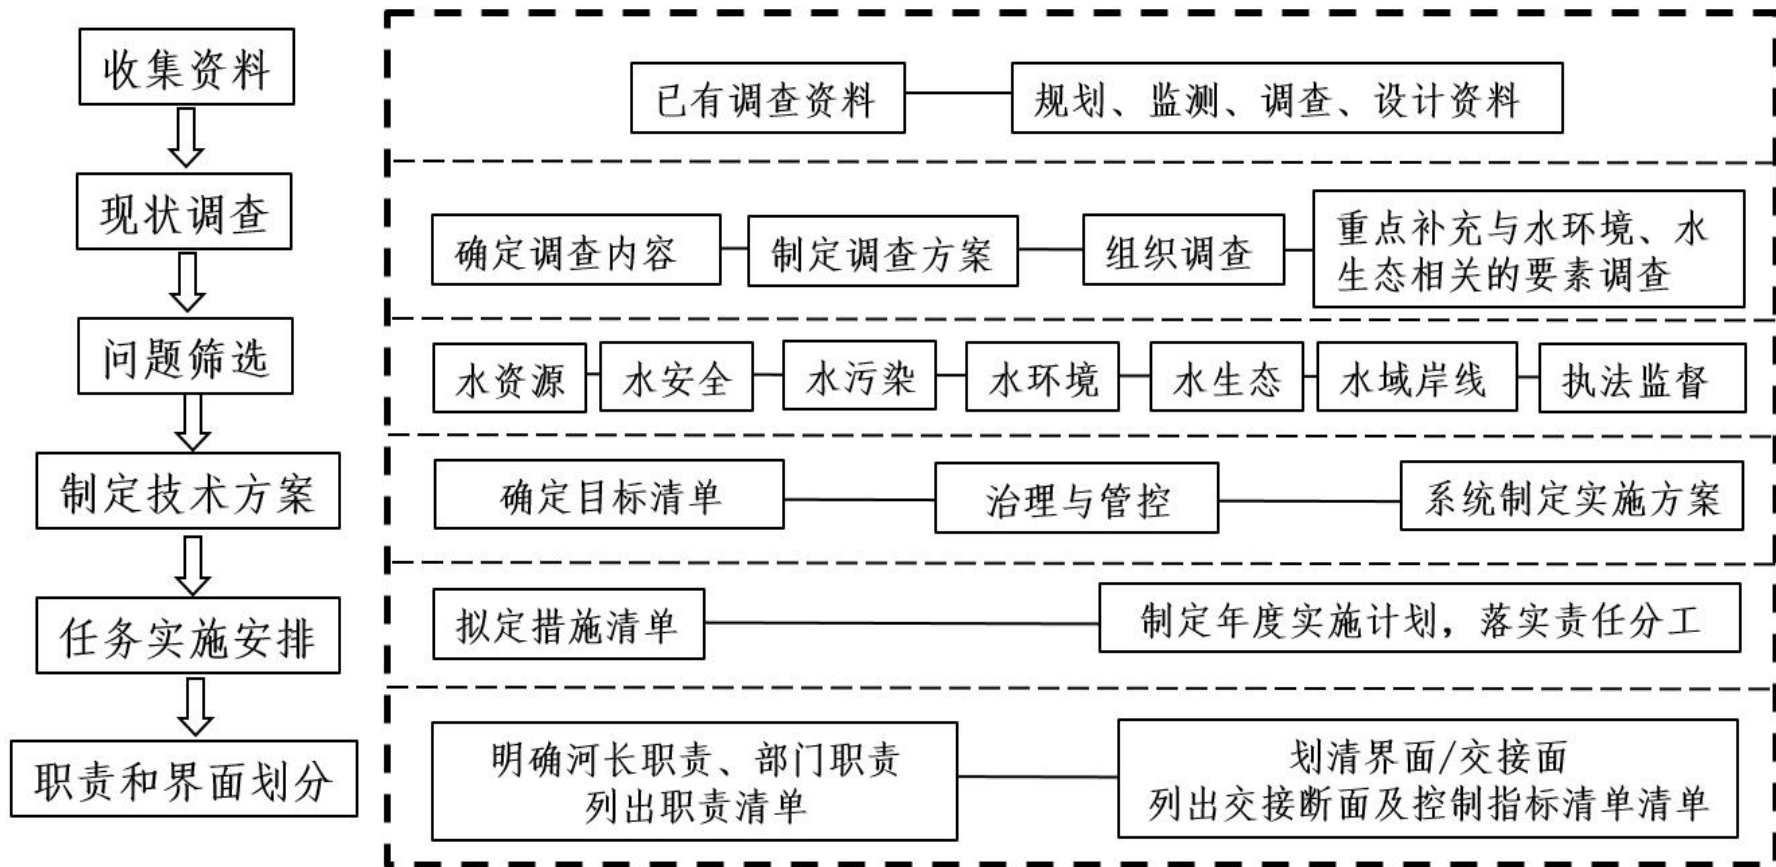 收集资料
已有调查资料
规划、监测、调查、设计资料
现状调查
确定调查内容
制定调查方案
组织调查
重点补充与水环境、水
生态相关的要素调查
问题筛选
水资源
水安全
水污染
水环境
水生态
水域岸线
执法监督
制定技术方案
确定目标清单
治理与管控
系统制定实施方案
任务实施安排
拟定措施清单
制定年度实施计划，落实责任分工
职责和界面划分
明确河长职责、部门职责
列出职责清单
划清界面/交接面
列出交接断面及控制指标清单清单